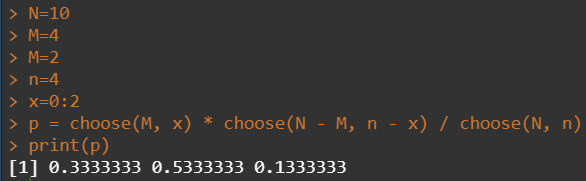 > N=10
> M=4
> M=2
> n=4
> x=0:2
> p = choose(M, x) * choose(N - M, n - x) / choose(N, n)
> print(p)
[1] 0.3333333 0.5333333 0.1333333